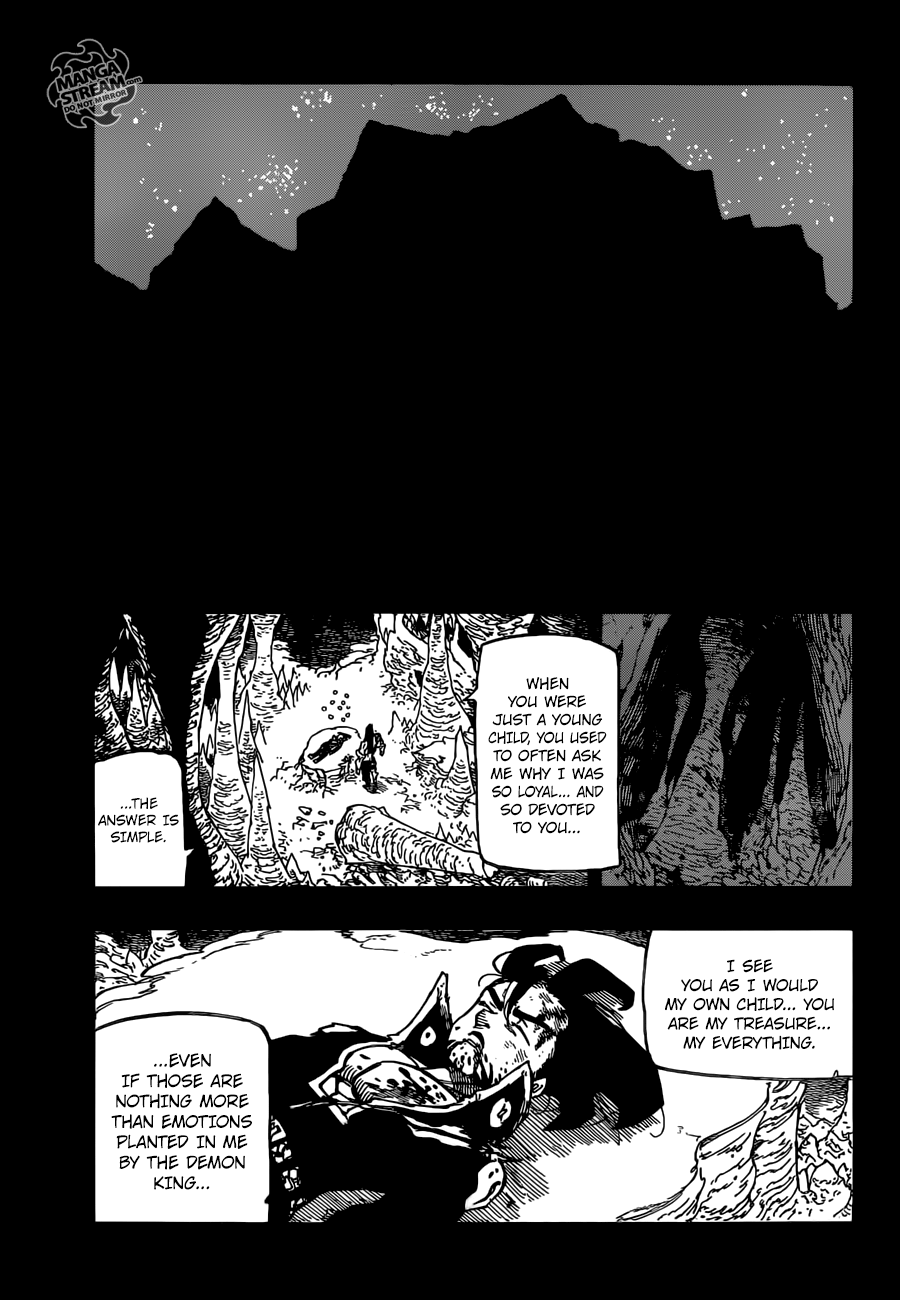 MANGA
STREAM.com
DO NOT MIRROR
WHEN
YOU WERE
JUST A YOUNG
CHILD, YOU USED
TO OFTEN ASK
ME WHY I WAS
SO LOYAL... AND
SO DEVOTED
TO YOU...
...THE
ANSWER IS
SIMPLE.
I SEE
YOU AS I WOULD
MY OWN CHILD... YOU
ARE MY TREASURE...
MY EVERYTHING.
...EVEN
IF THOSE ARE
NOTHING MORE
THAN EMOTIONS
PLANTED IN ME
BY THE DEMON
KING...